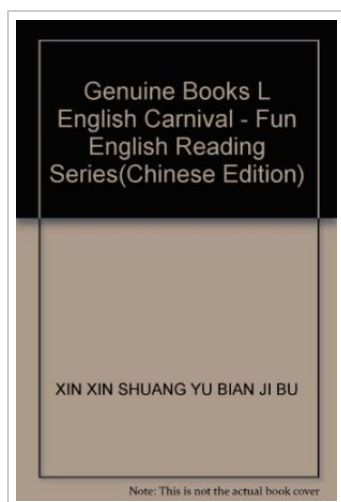 Genuine Books L
English Carnival - Fun
English Reading
Series(Chinese Edition)
XIN XIN SHUANG YU BIAN JI BU
Note: This is not the actual book cover